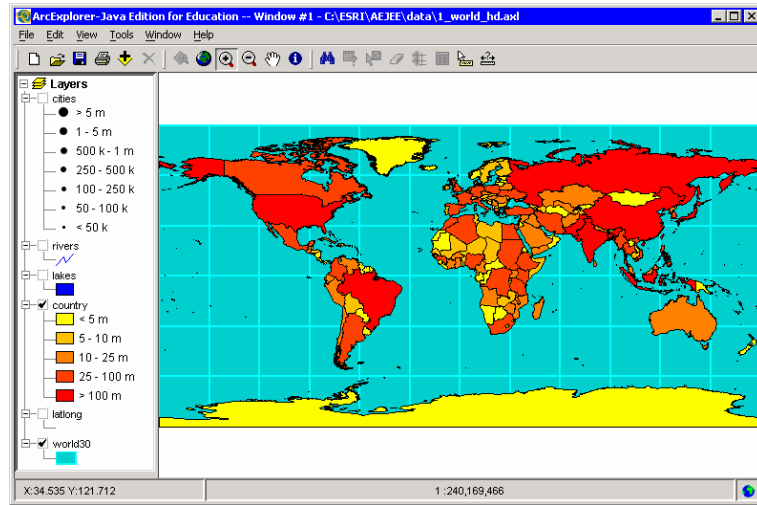 ArcExplorer-Java Edition for Education -- Window #1 - C:\ESRI\AEJEE\data\1_world_hd.axl
File Edit View Tools Window Help
Layers
cities
> 5 m
1 - 5 m
500 k - 1 m
250 - 500 k
100 - 250 k
50 - 100 k
< 50 k
rivers
lakes
country
< 5 m
5 - 10 m
10 - 25 m
25 - 100 m
> 100 m
latlong
world30
X:34.535 Y:121.712
1 :240,169,466